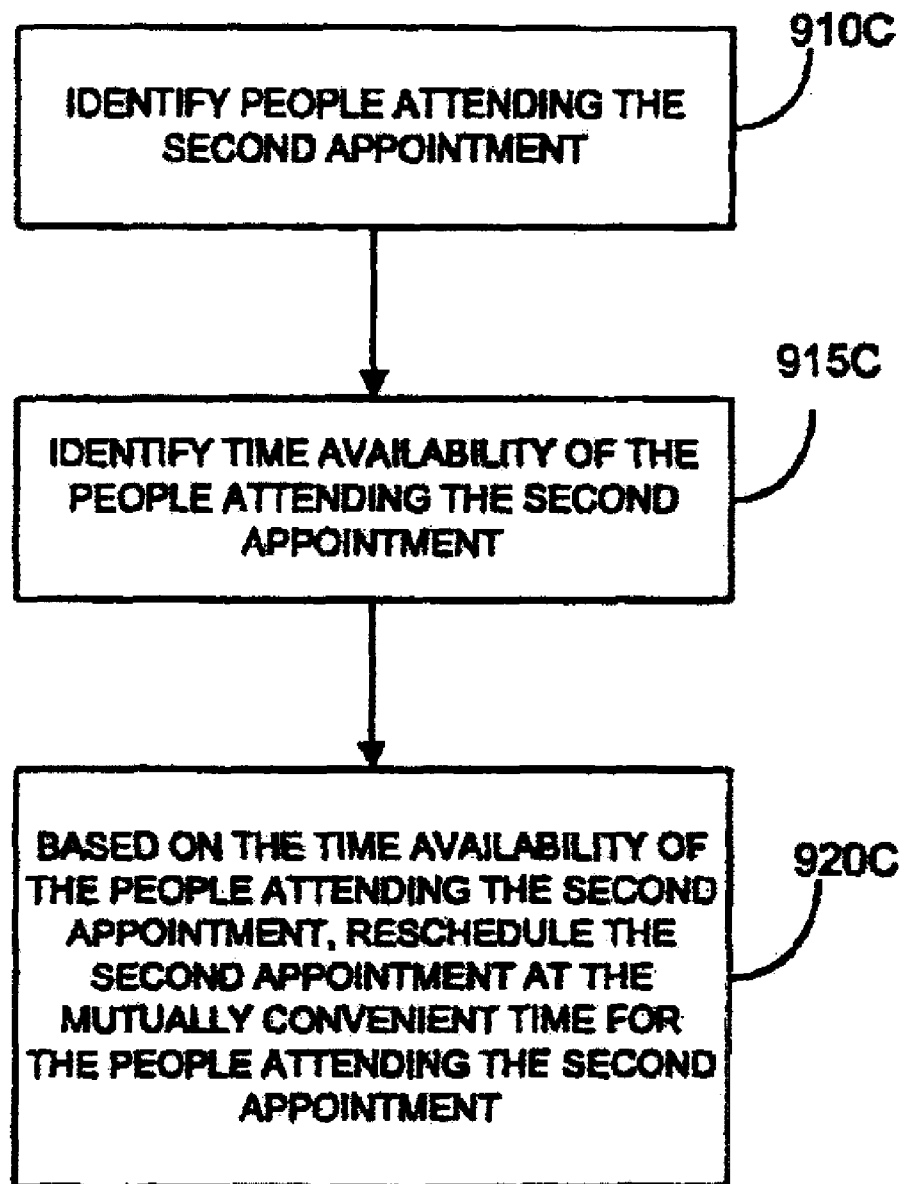 910C
IDENTIFY PEOPLE ATTENDING THE
SECOND APPOINTMENT
915C
IDENTIFY TIME AVAILABILITY OF THE
PEOPLE ATTENDING THE SECOND
APPOINTMENT
920C
BASED ON THE TIME AVAILABILITY OF
THE PEOPLE ATTENDING THE SECOND
APPOINTMENT, RESCHEDULE THE
SECOND APPOINTMENT AT THE
MUTUALLY CONVENIENT TIME FOR
THE PEOPLE ATTENDING THE SECOND
APPOINTMENT